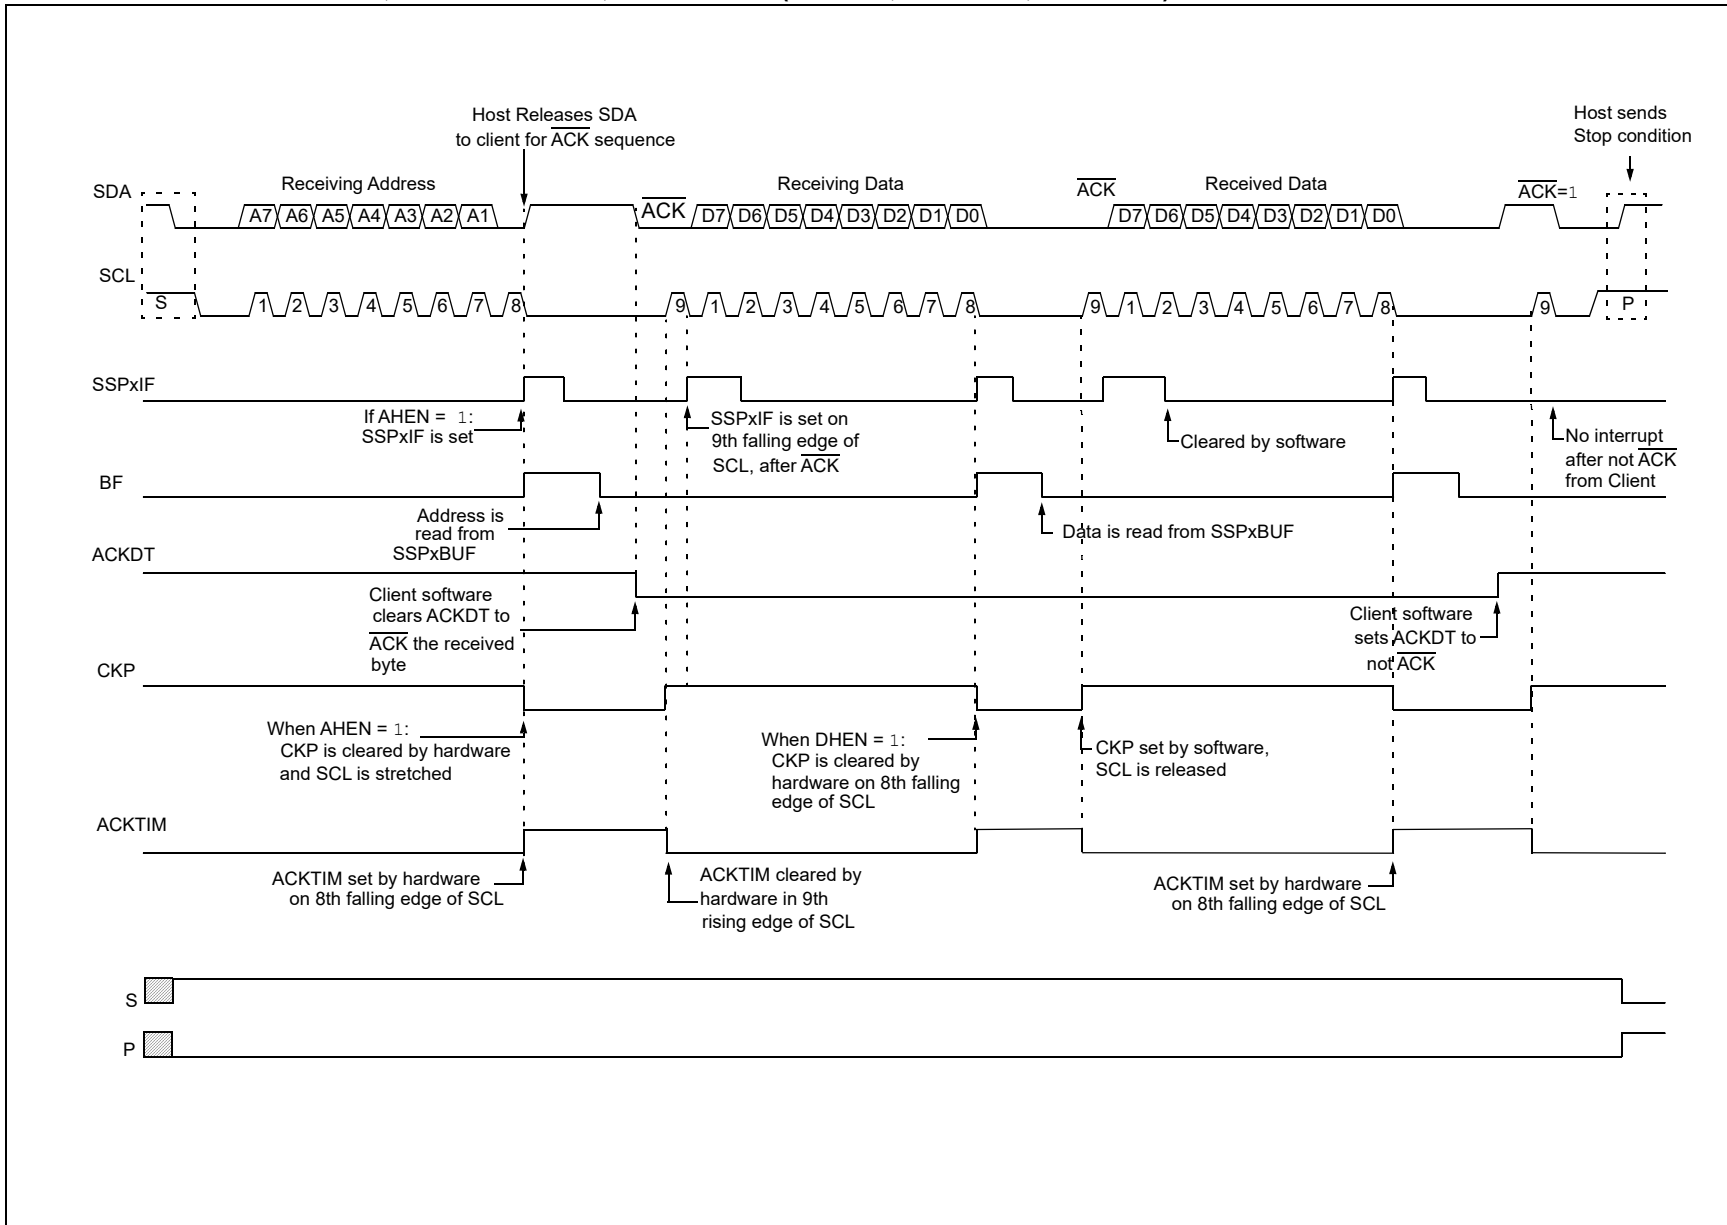 Host Releases SDA
to client for ACK sequence
Host sends
Stop condition
SDA
Receiving Address
ACK
Receiving Data
ACK
Received Data
ACK=1
A7 A6 A5 A4 A3 A2 A1
D7 D6 D5 D4 D3 D2 D1 D0
D7 D6 D5 D4 D3 D2 D1 D0
SCL
S
1 2 3 4 5 6 7 8
9 1 2 3 4 5 6 7 8
9 1 2 3 4 5 6 7 8
9
P
SSPxIF
If AHEN = 1:
SSPxIF is set
SSPxIF is set on
9th falling edge of
SCL, after ACK
Cleared by software
No interrupt
after not ACK
from Client
BF
Address is
read from
SSPxBUF
Data is read from SSPxBUF
ACKDT
Client software
clears ACKDT to
ACK the received
byte
Client software
sets ACKDT to
not ACK
CKP
When AHEN = 1:
CKP is cleared by hardware
and SCL is stretched
When DHEN = 1:
CKP is cleared by
hardware on 8th falling
edge of SCL
CKP set by software,
SCL is released
ACKTIM
ACKTIM set by hardware
on 8th falling edge of SCL
ACKTIM cleared by
hardware in 9th
rising edge of SCL
ACKTIM set by hardware
on 8th falling edge of SCL
S
P